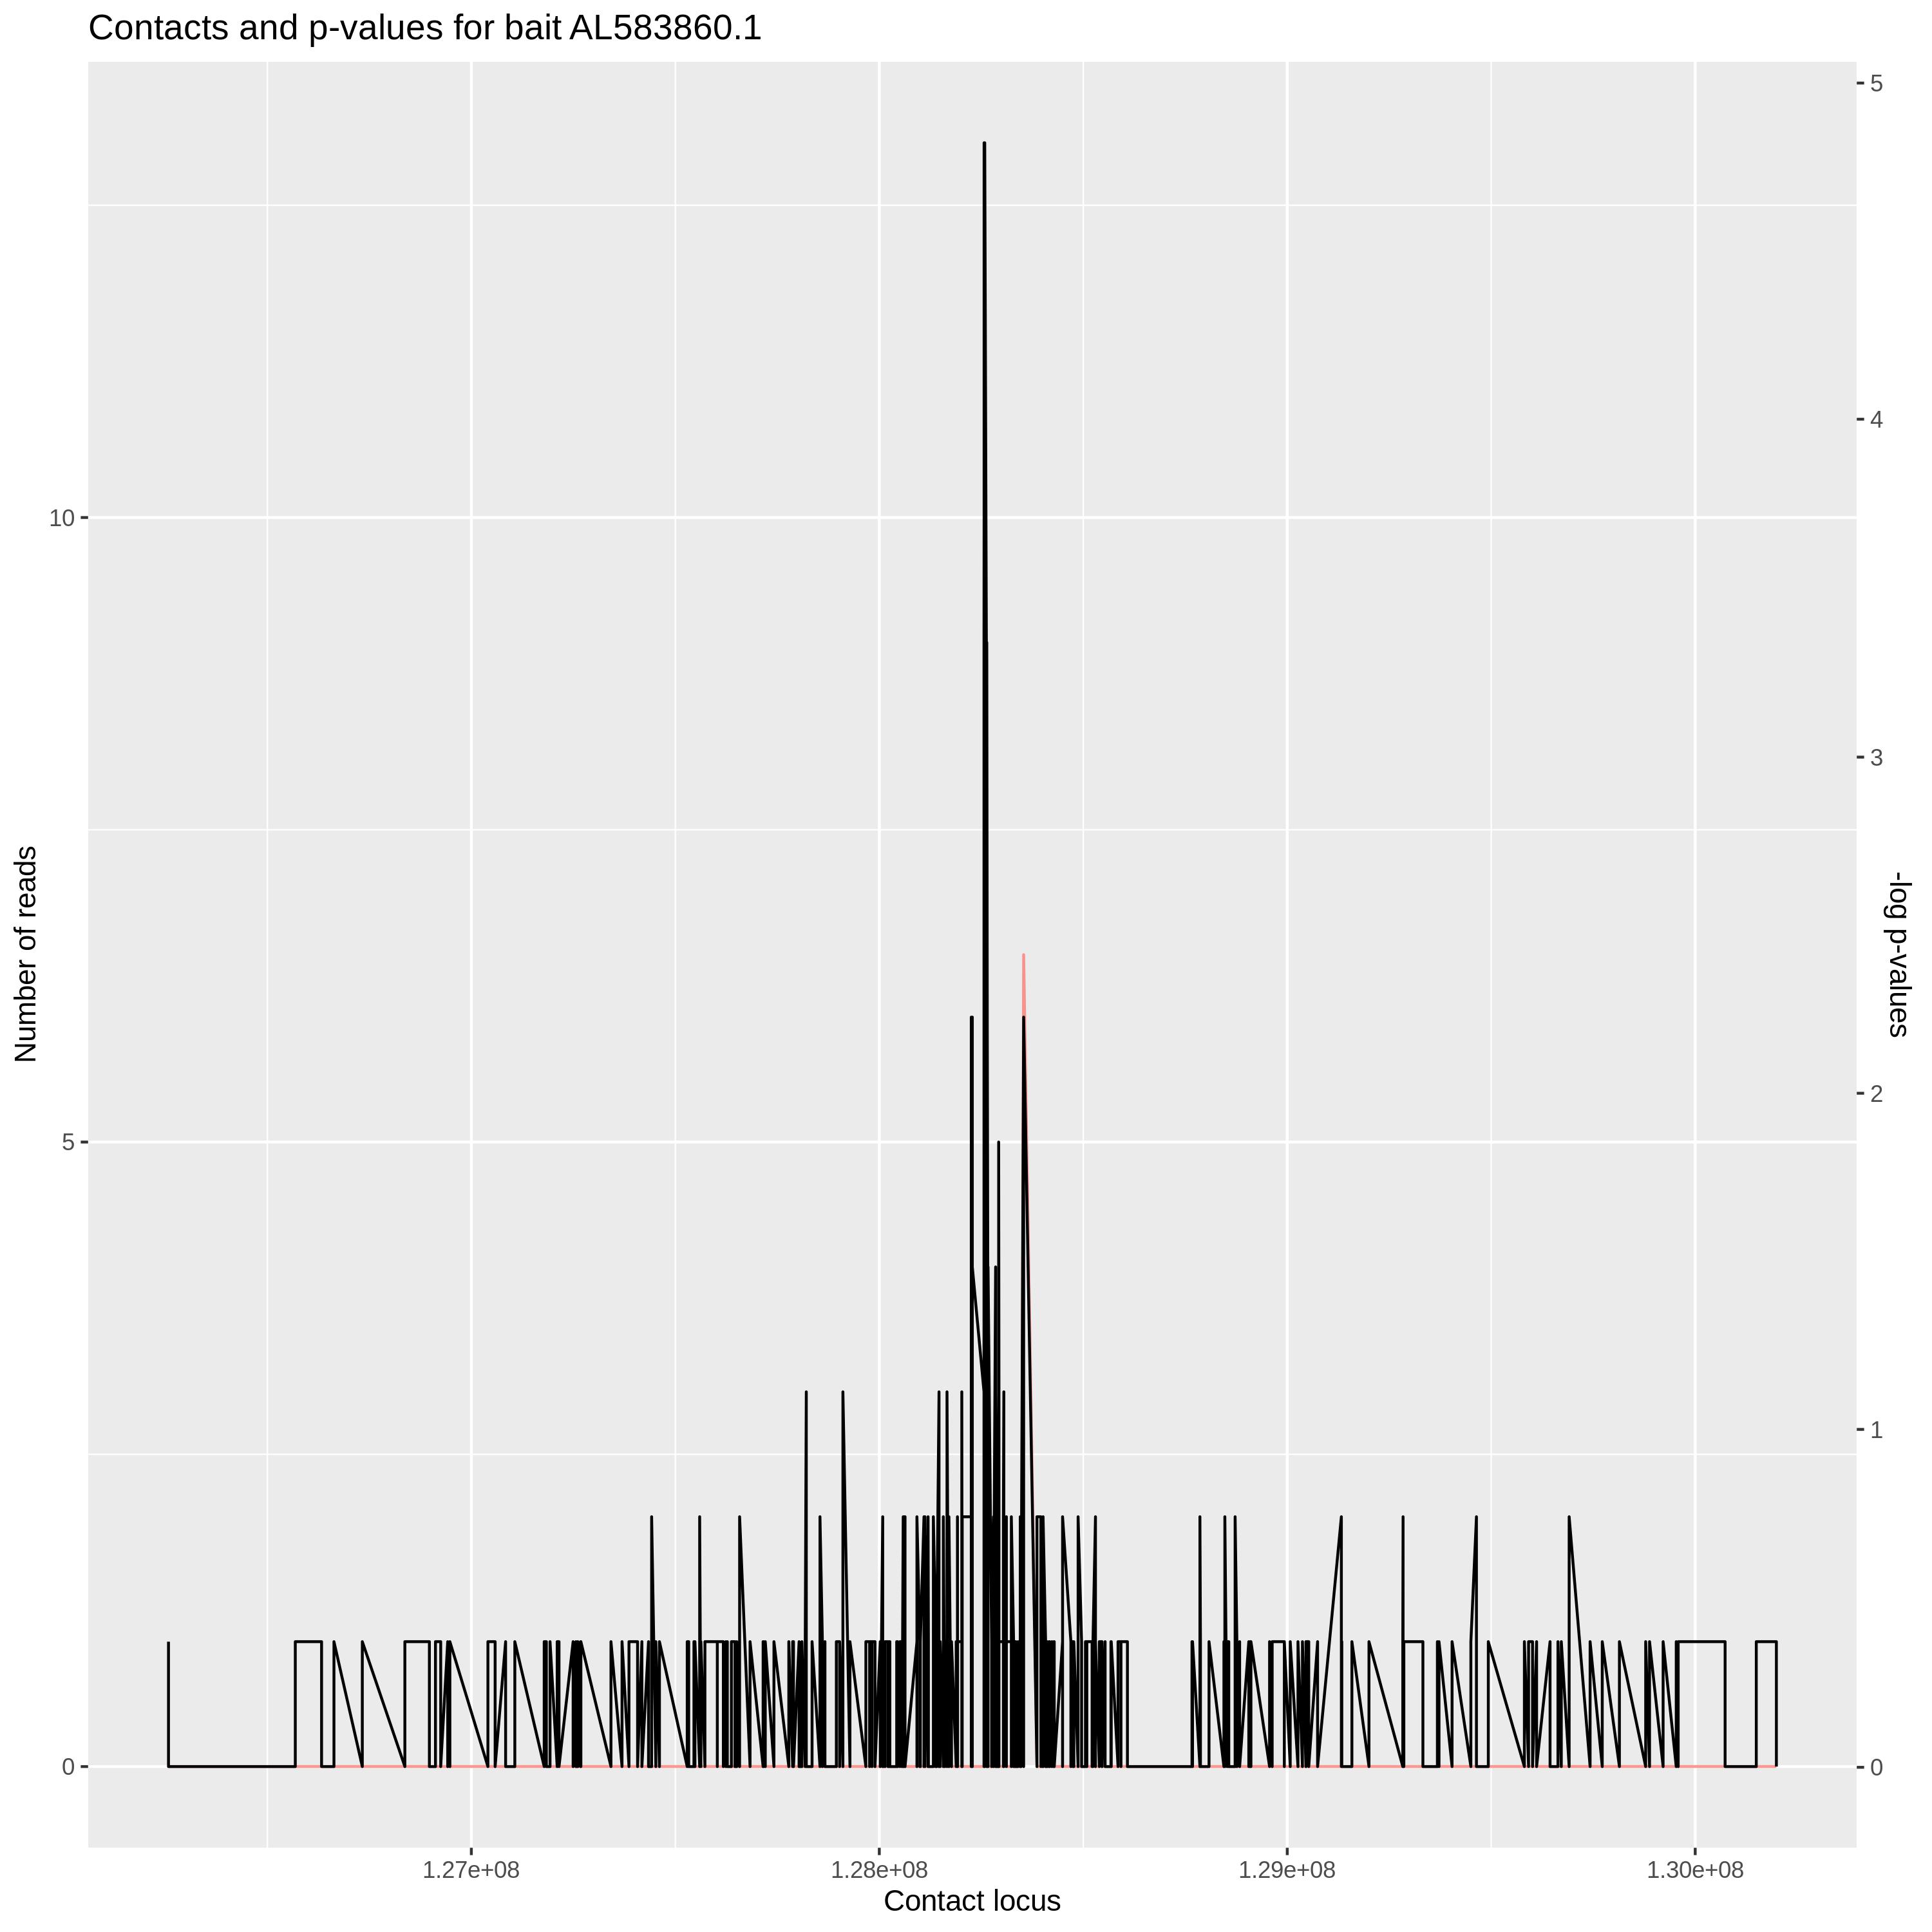 Contacts and p-values for bait AL583860.1
Number of reads
10
5
0
5
4
3
2
1
0
-log p-values
1.27e+08
1.28e+08
1.29e+08
1.30e+08
Contact locus